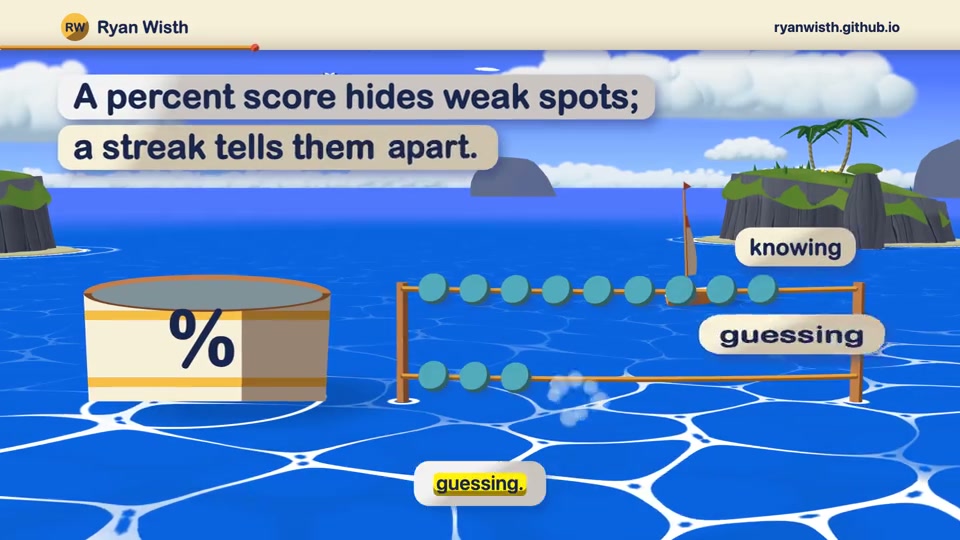 RW Ryan Wisth
ryanwisth.github.io
A percent score hides weak spots;
a streak tells them apart.
knowing
%
guessing
guessing.